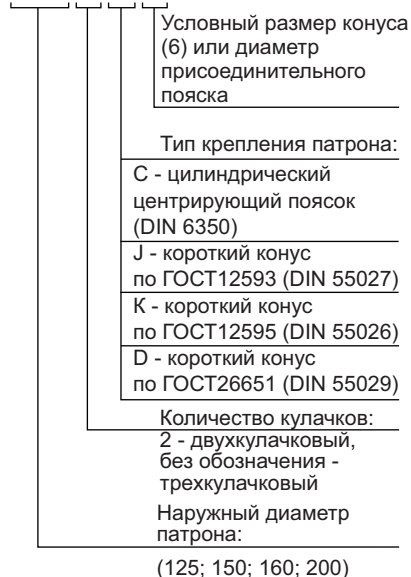 Условный размер конуса
(6) или диаметр
присоединительного
пояска
Тип крепления патрона:
С - цилиндрический
центрирующий поясок
(DIN 6350)
J - короткий конус
по ГОСТ12593 (DIN 55027)
К - короткий конус
по ГОСТ12595 (DIN 55026)
D - короткий конус
по ГОСТ26651 (DIN 55029)
Количество кулачков:
2 - двухкулачковый,
без обозначения -
трехкулачковый
Наружный диаметр
патрона:
(125; 150; 160; 200)